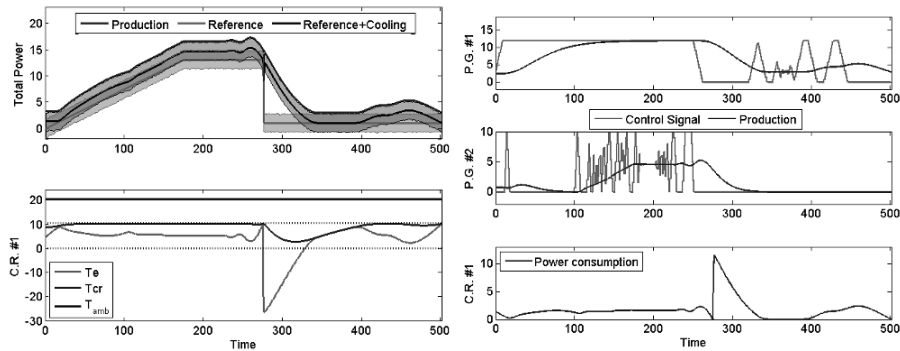 Production Reference Reference+Cooling
Total Power
20
15
10
5
0
0 100 200 300 400 500
C.R. #1
20
10
0
-10
-20
-30
Te
Tcr
Tamb
0 100 200 300 400 500
Time
P.G. #1
15
10
5
0
0 100 200 300 400 500
Control Signal Production
P.G. #2
10
5
0
0 100 200 300 400 500
Time
Power consumption
C.R. #1
10
5
0
0 100 200 300 400 500
Time